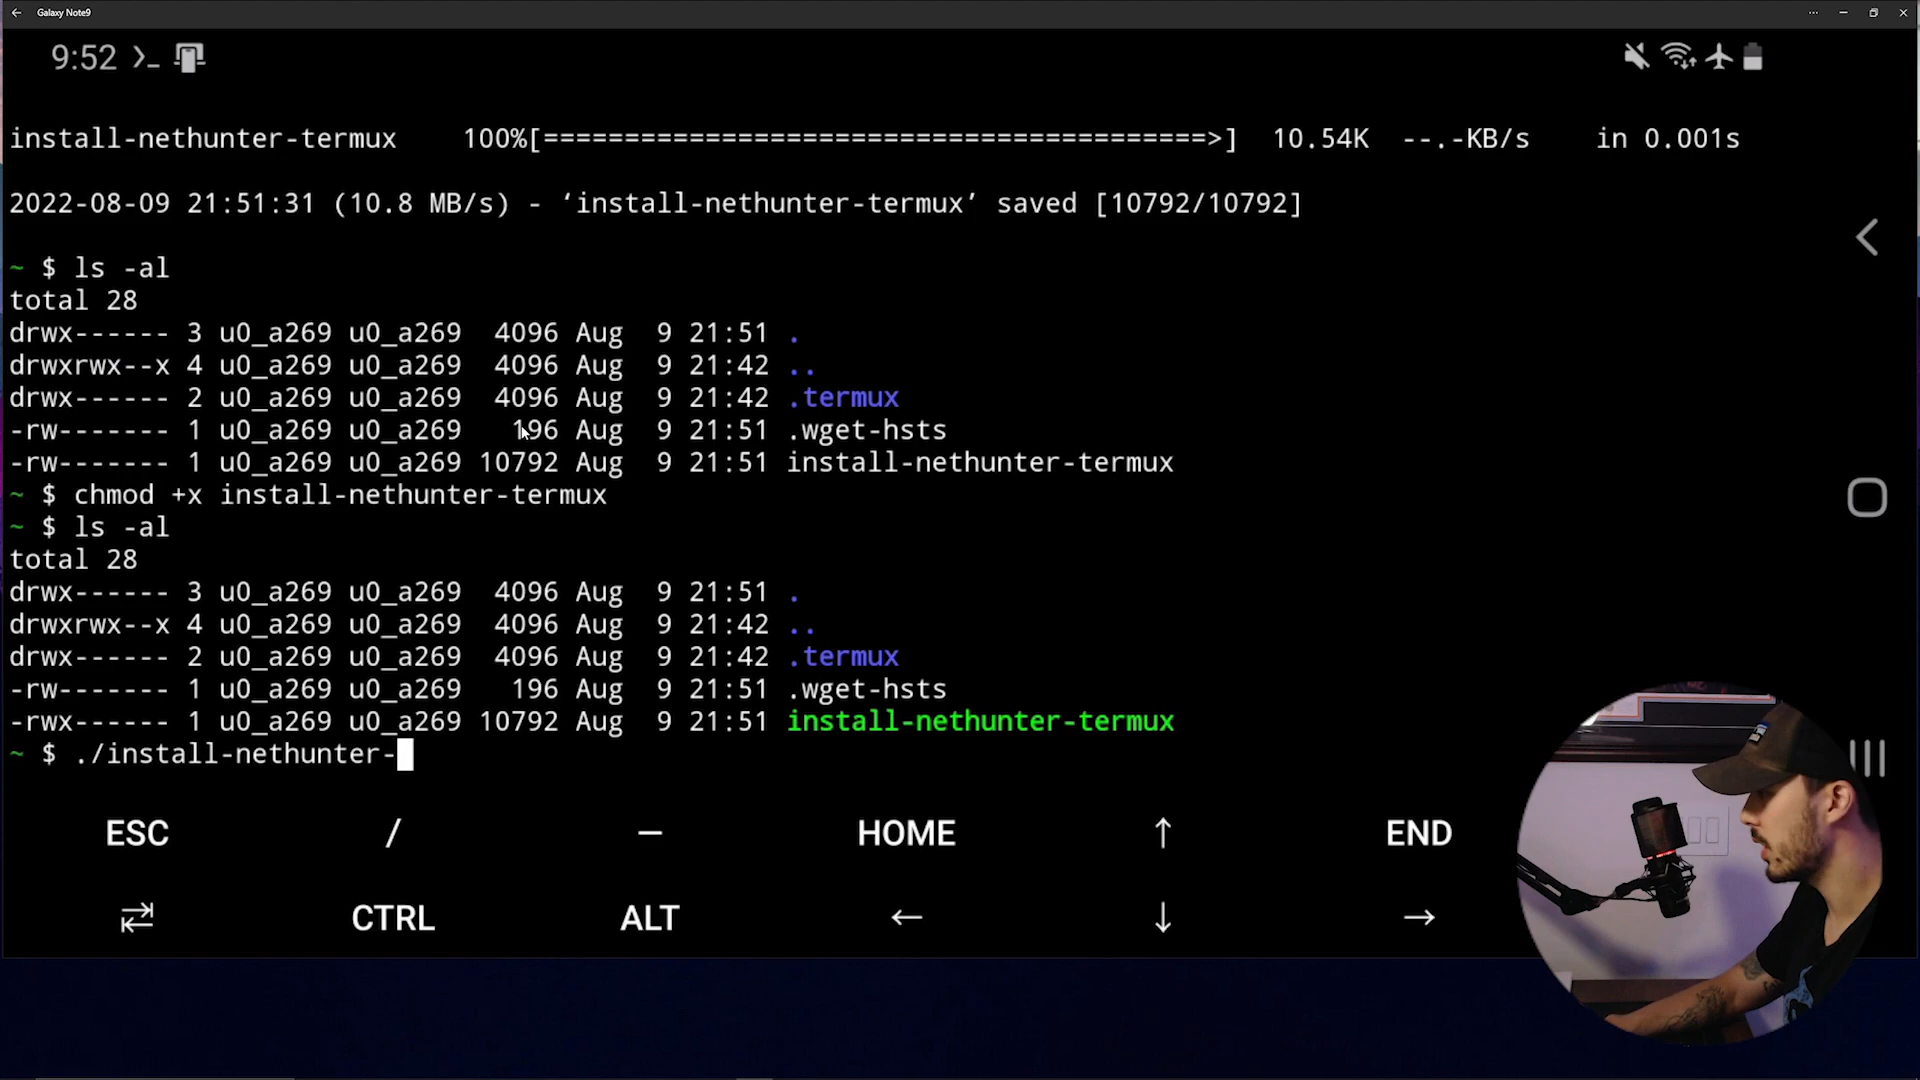 Galaxy Note9
9:52
install-nethunter-termux 100%[=========================================>] 10.54K --.-KB/s in 0.001s
2022-08-09 21:51:31 (10.8 MB/s) - ‘install-nethunter-termux’ saved [10792/10792]
~ $ ls -al
total 28
drwx------ 3 u0_a269 u0_a269 4096 Aug 9 21:51 .
drwxrwx--x 4 u0_a269 u0_a269 4096 Aug 9 21:42 ..
drwx------ 2 u0_a269 u0_a269 4096 Aug 9 21:42 .termux
-rw------- 1 u0_a269 u0_a269 196 Aug 9 21:51 .wget-hsts
-rw------- 1 u0_a269 u0_a269 10792 Aug 9 21:51 install-nethunter-termux
~ $ chmod +x install-nethunter-termux
~ $ ls -al
total 28
drwx------ 3 u0_a269 u0_a269 4096 Aug 9 21:51 .
drwxrwx--x 4 u0_a269 u0_a269 4096 Aug 9 21:42 ..
drwx------ 2 u0_a269 u0_a269 4096 Aug 9 21:42 .termux
-rw------- 1 u0_a269 u0_a269 196 Aug 9 21:51 .wget-hsts
-rwx------ 1 u0_a269 u0_a269 10792 Aug 9 21:51 install-nethunter-termux
~ $ ./install-nethunter-
ESC / — HOME ↑ END
⇄ CTRL ALT ← ↓ →